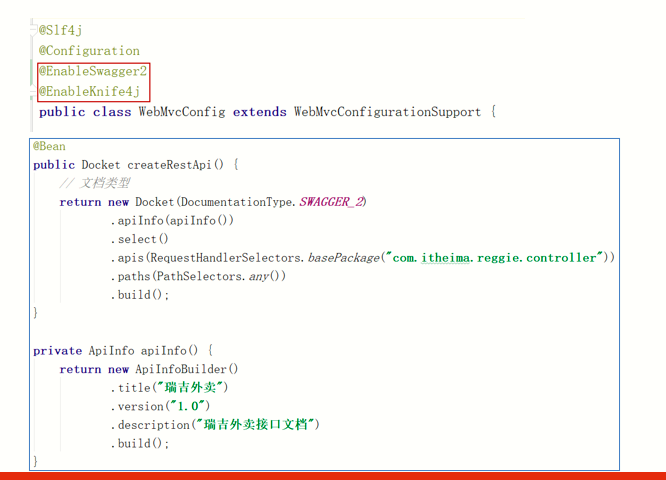 @Slf4j
@Configuration
@EnableSwagger2
@EnableKnife4j
public class WebMvcConfig extends WebMvcConfigurationSupport {
@Bean
public Docket createRestApi() {
// 文档类型
return new Docket(DocumentationType.SWAGGER_2)
.apiInfo(apiInfo())
.select()
.apis(RequestHandlerSelectors.basePackage("com.itheima.reggie.controller"))
.paths(PathSelectors.any())
.build();
}
private ApiInfo apiInfo() {
return new ApiInfoBuilder()
.title("瑞吉外卖")
.version("1.0")
.description("瑞吉外卖接口文档")
.build();
}